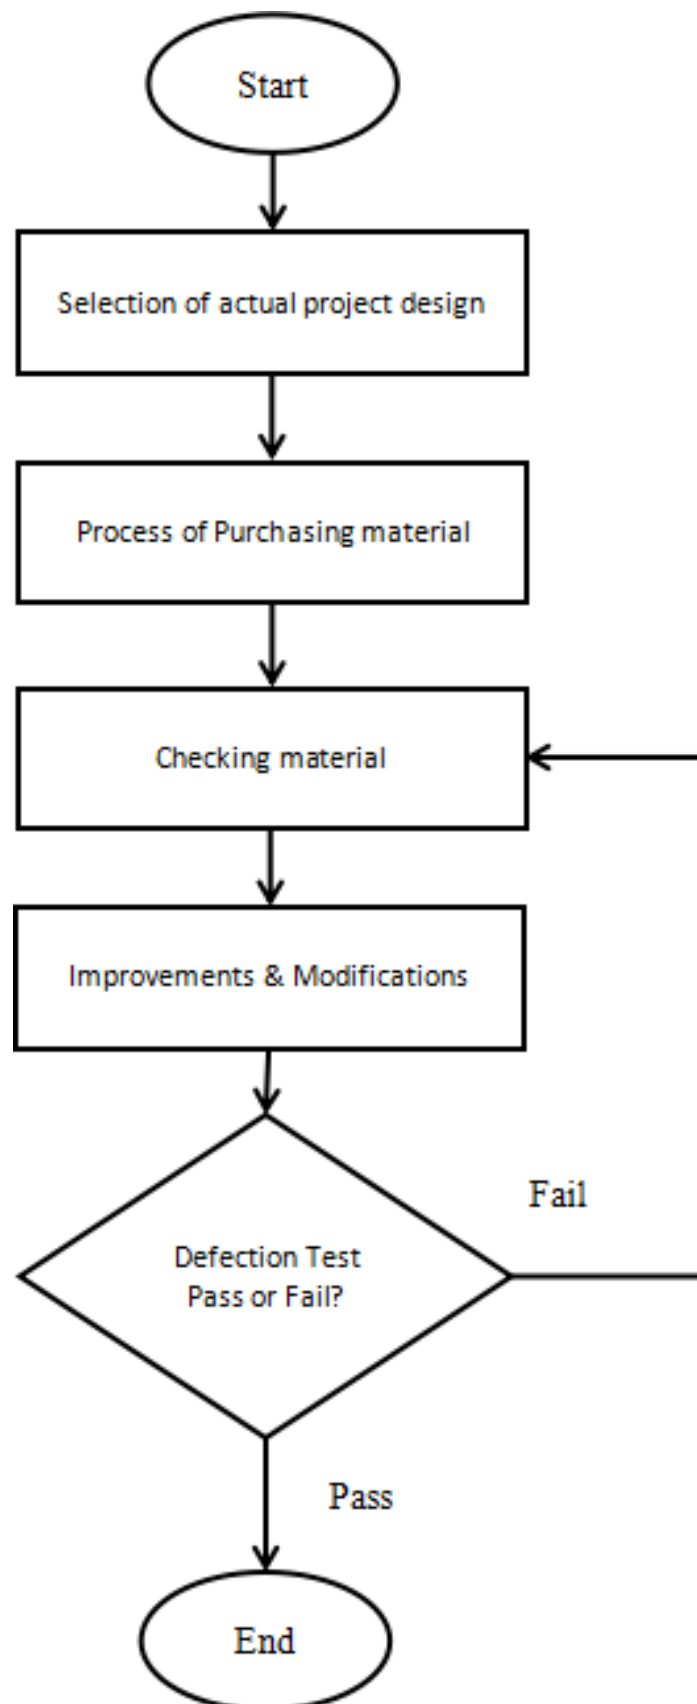 Start
Selection of actual project design
Process of Purchasing material
Checking material
Improvements & Modifications
Fail
Defection Test
Pass or Fail?
Pass
End